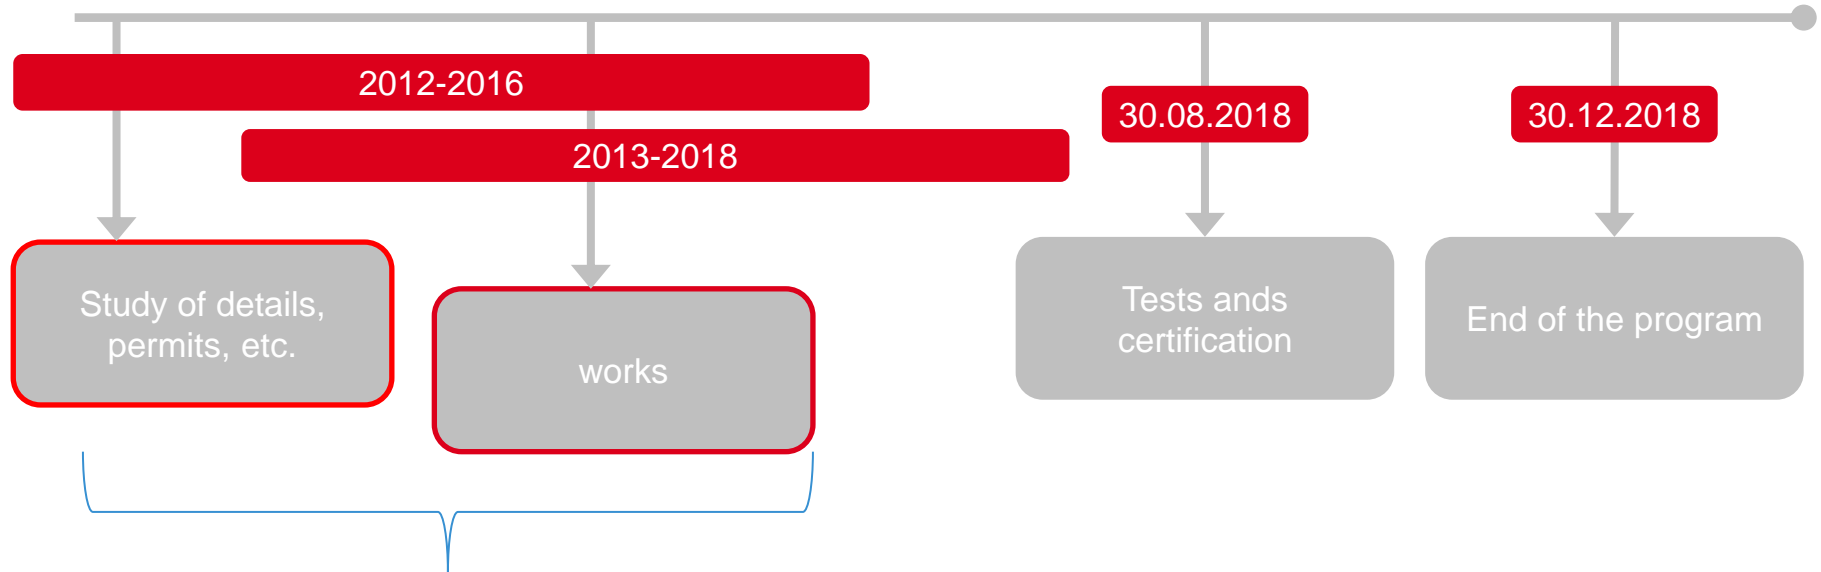 2012-2016
2013-2018
30.08.2018
30.12.2018
Study of details,
permits, etc.
works
Tests ands
certification
End of the program